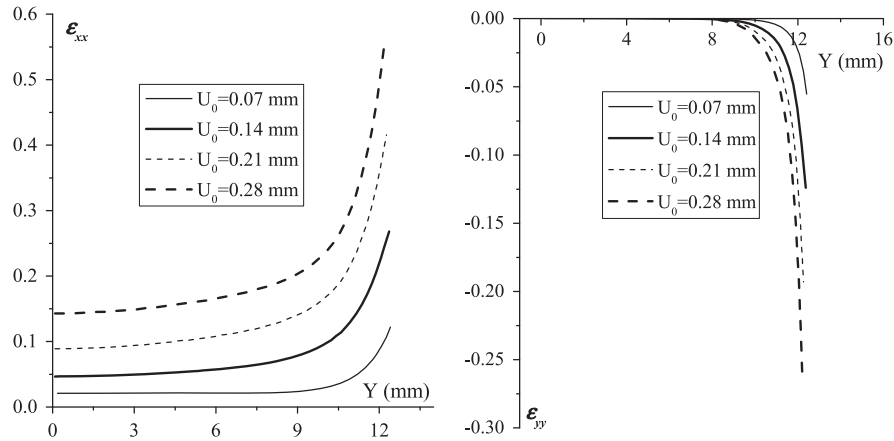 0.6
ε_xx
0.5
0.4
0.3
0.2
0.1
0.0
U_0=0.07 mm
U_0=0.14 mm
U_0=0.21 mm
U_0=0.28 mm
Y (mm)
0 3 6 9 12
0.00
-0.05
-0.10
-0.15
-0.20
-0.25
-0.30
0 4 8 12 16
Y (mm)
U_0=0.07 mm
U_0=0.14 mm
U_0=0.21 mm
U_0=0.28 mm
ε_yy